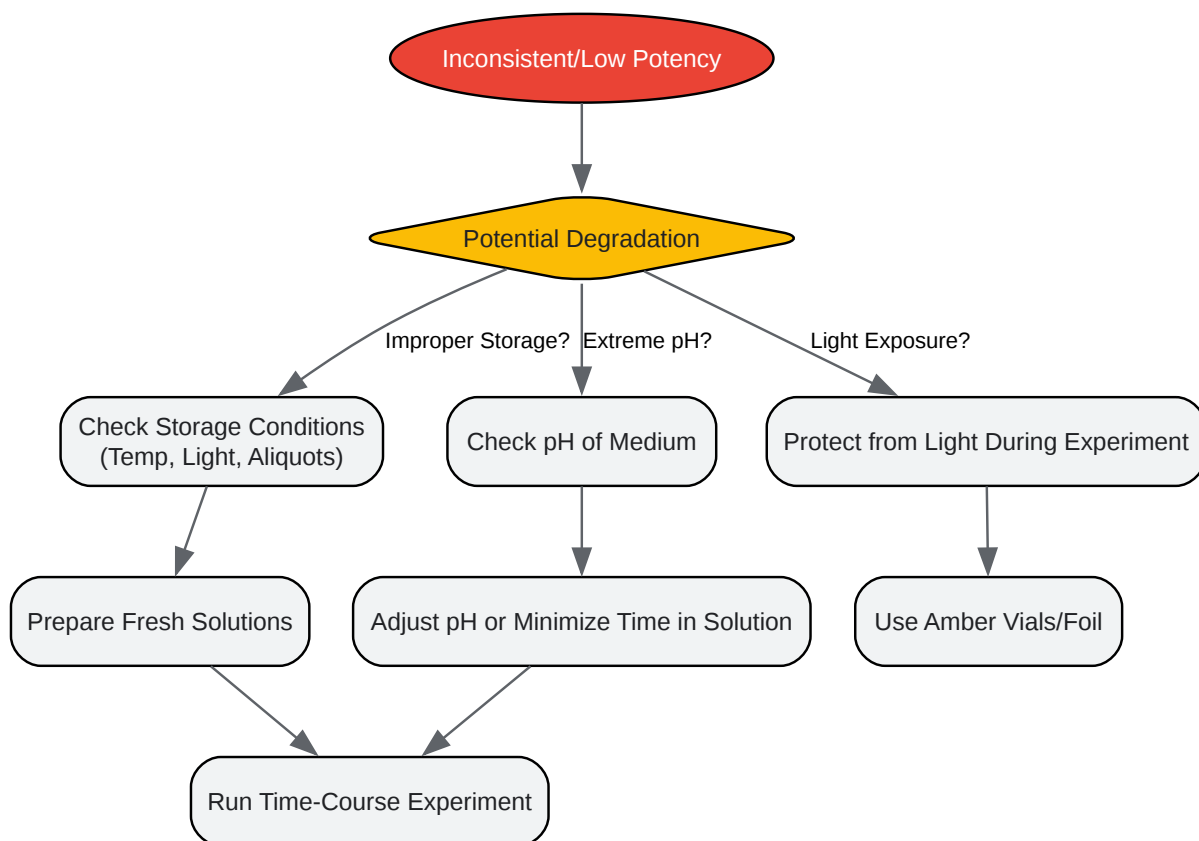 Inconsistent/Low Potency
Potential Degradation
Improper Storage?
Extreme pH?
Light Exposure?
Check Storage Conditions
(Temp, Light, Aliquots)
Check pH of Medium
Protect from Light During Experiment
Prepare Fresh Solutions
Adjust pH or Minimize Time in Solution
Use Amber Vials/Foil
Run Time-Course Experiment